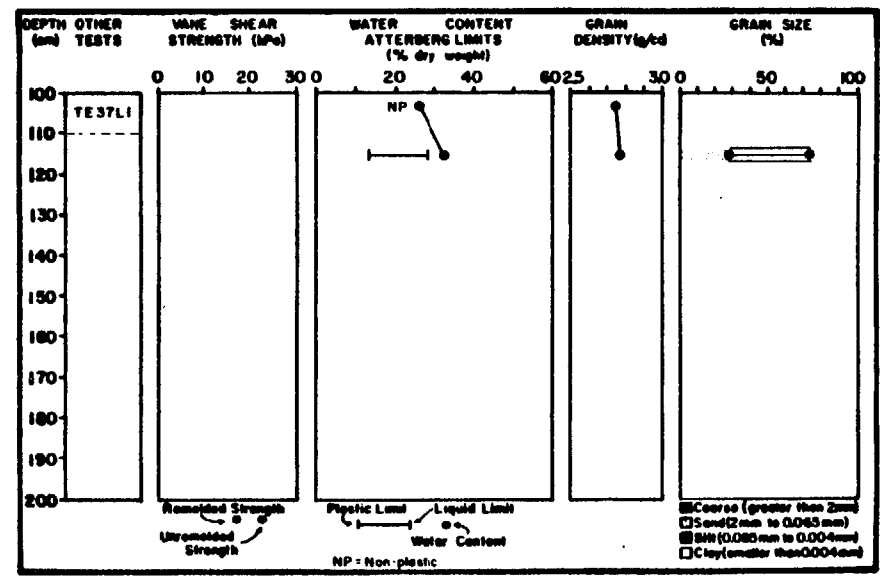 DEPTH OTHER VANE SHEAR WATER CONTENT GRAIN GRAIN SIZE
(cm) TESTS STRENGTH (kPa) ATTERBERG LIMITS DENSITY (g/cc) (%)
(% dry weight)
0 10 20 30 0 20 40 60 2.5 3.0 0 50 100
100
TE37L1 NP
110
120
130
140
150
160
170
180
190
200
Remolded Strength Plastic Limit Liquid Limit Coarse (greater than 2mm)
Sand (2mm to 0.063mm)
Unremolded Water Content Silt (0.063mm to 0.004mm)
Strength Clay (smaller than 0.004mm)
NP = Non-plastic